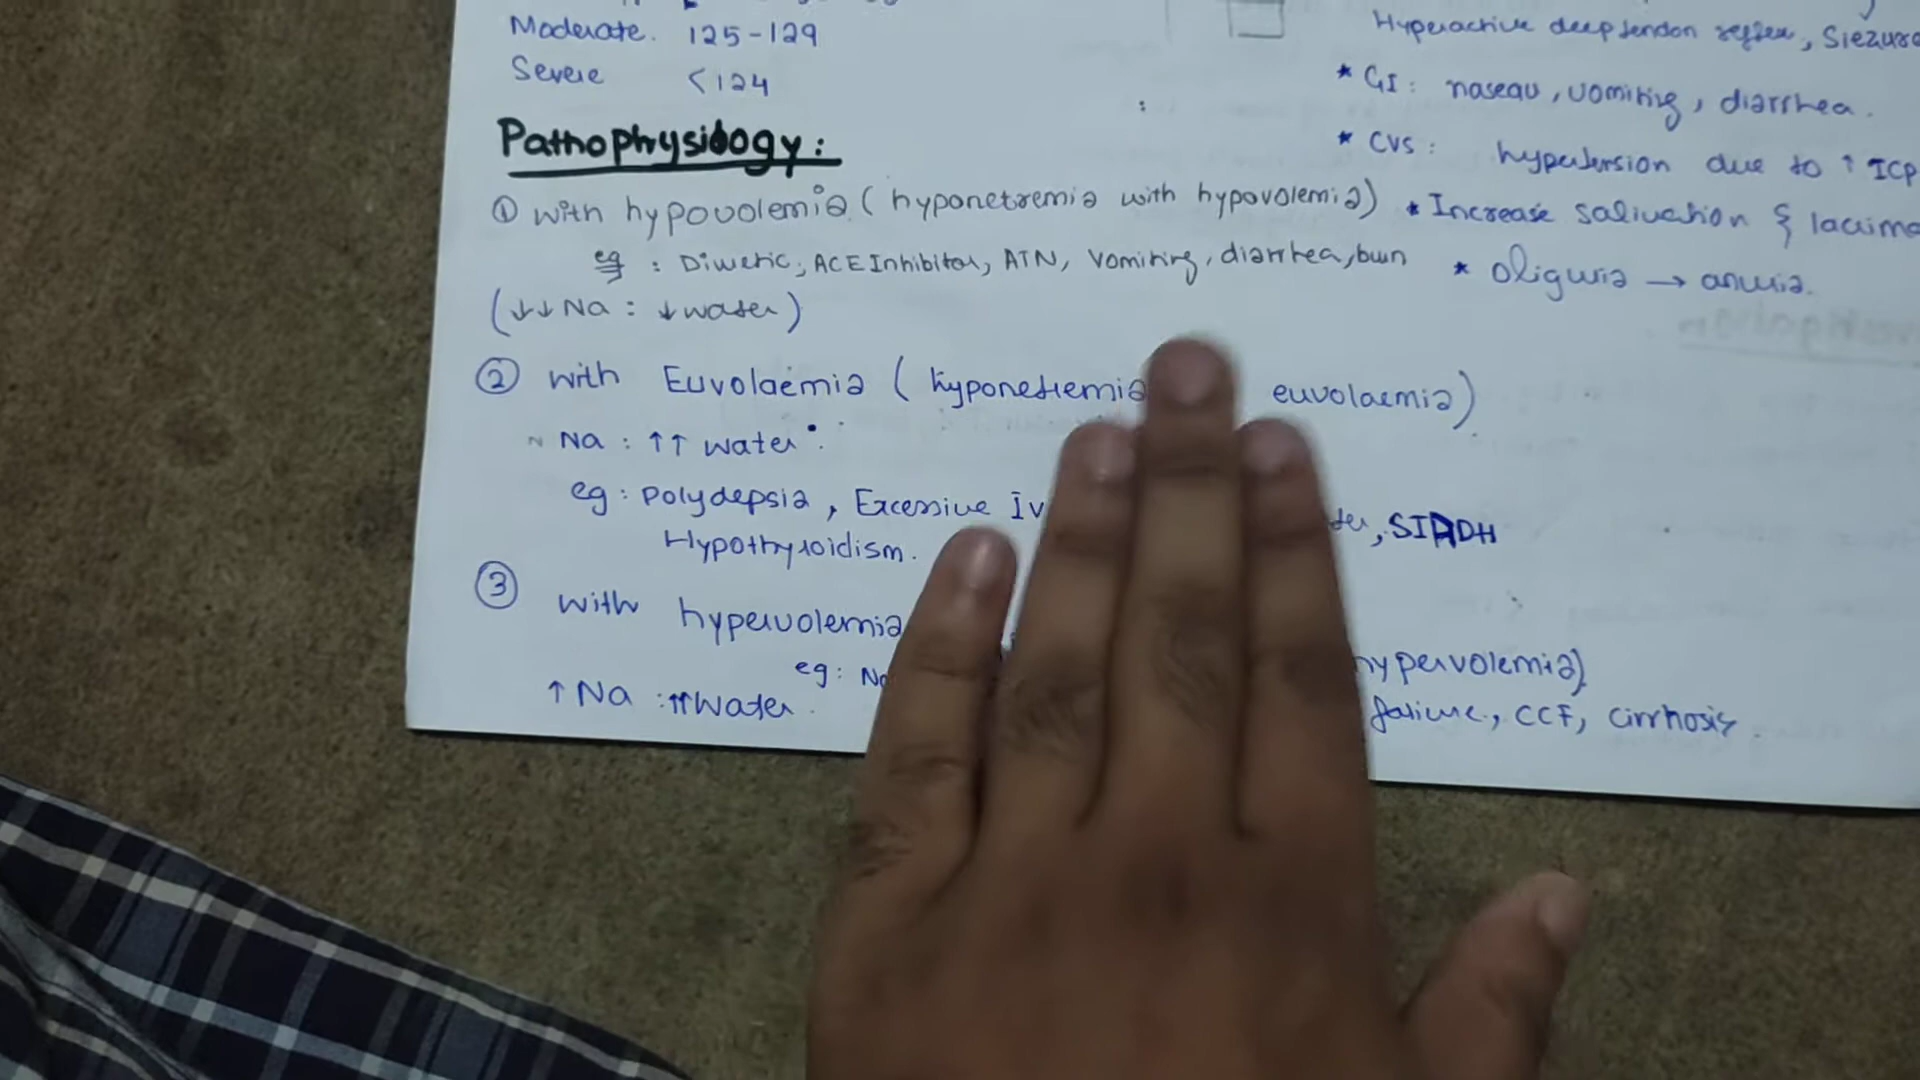 Moderate. 125-129
Severe <124
Pathophysiology:
① with hypovolemia (hyponetremia with hypovolemia)
eg : Diuretic, ACE Inhibitor, ATN, vomiting, diarrhea, burn
(↓↓ Na : ↓ water)
② with Euvolaemia (hyponetremia euvolaemia)
~ Na : ↑↑ water
eg : polydepsia, Excessive IV SIADH
Hypothyroidism.
③ with hypervolemia hypervolemia)
eg: failure, CCF, cirrhosis
↑ Na : ↑↑ water
Hyperactive deep tendon reflex,
* GI: naseau, vomiting, diarrhea.
* CVS: hypertension due to ↑ ICP
* Increase salivation &
* oliguria → anuria.